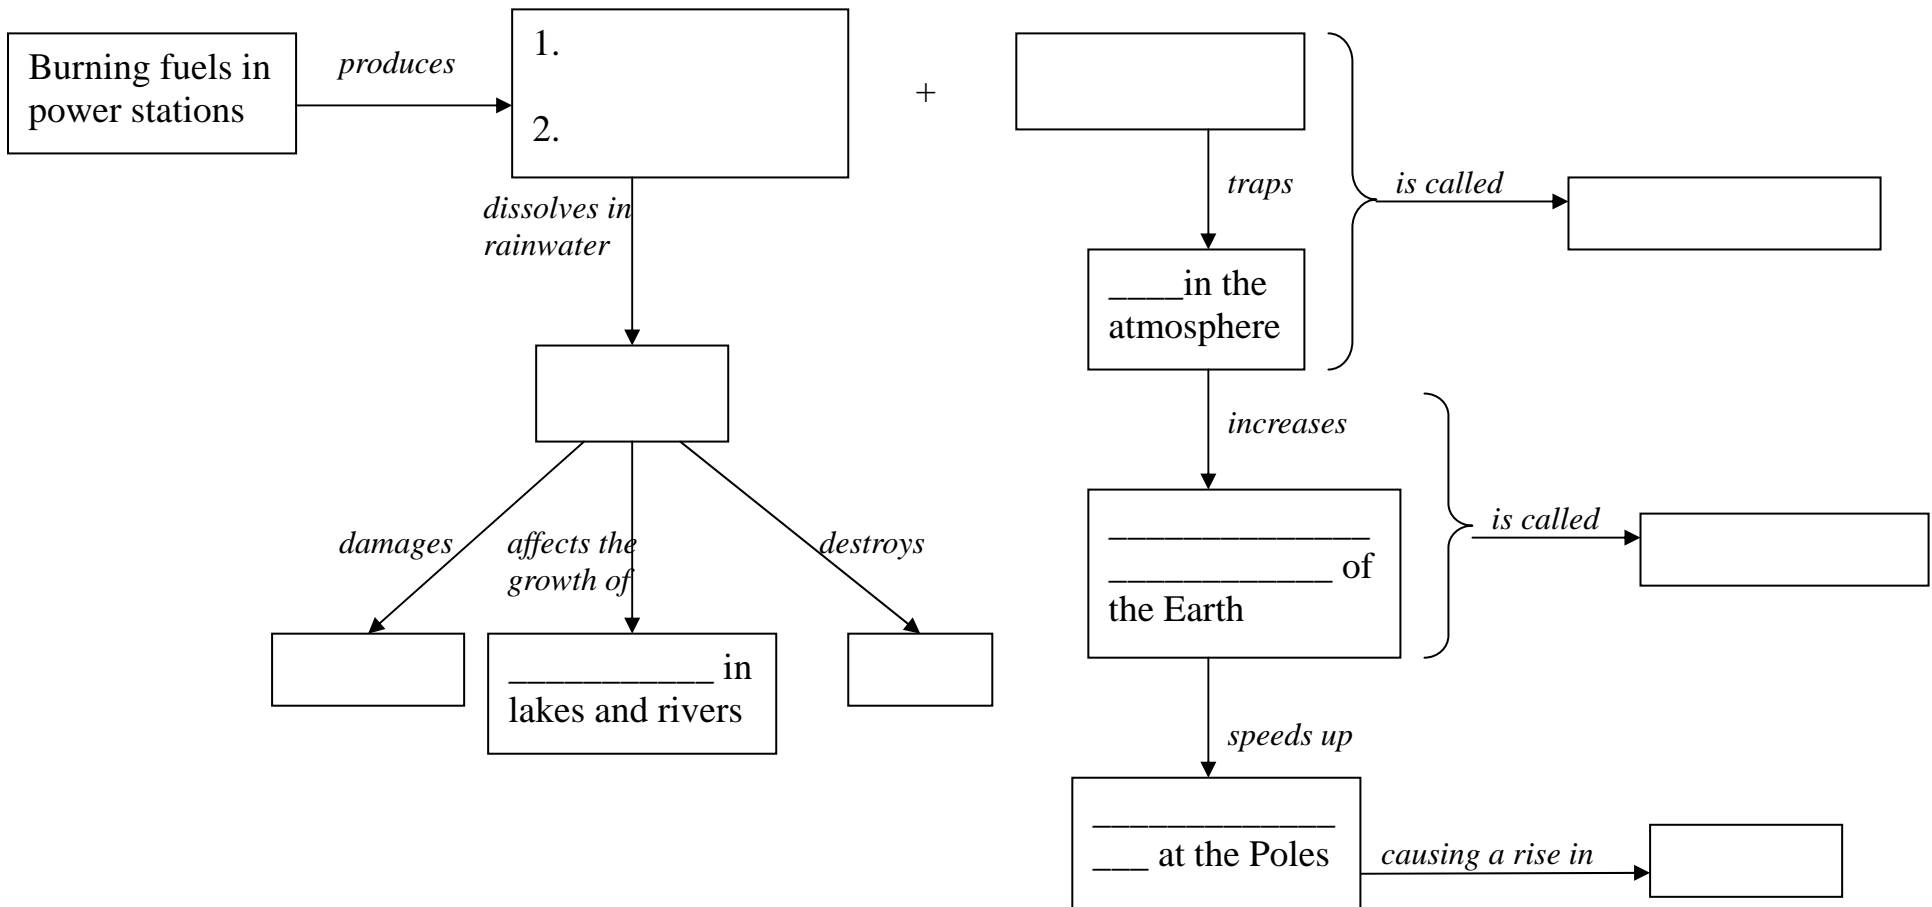 Burning fuels in
power stations
produces
1.
2.
+
dissolves in
rainwater
damages
affects the
growth of
destroys
___________ in
lakes and rivers
traps
____in the
atmosphere
is called
increases
______________
____________ of
the Earth
is called
speeds up
_____________
___ at the Poles
causing a rise in